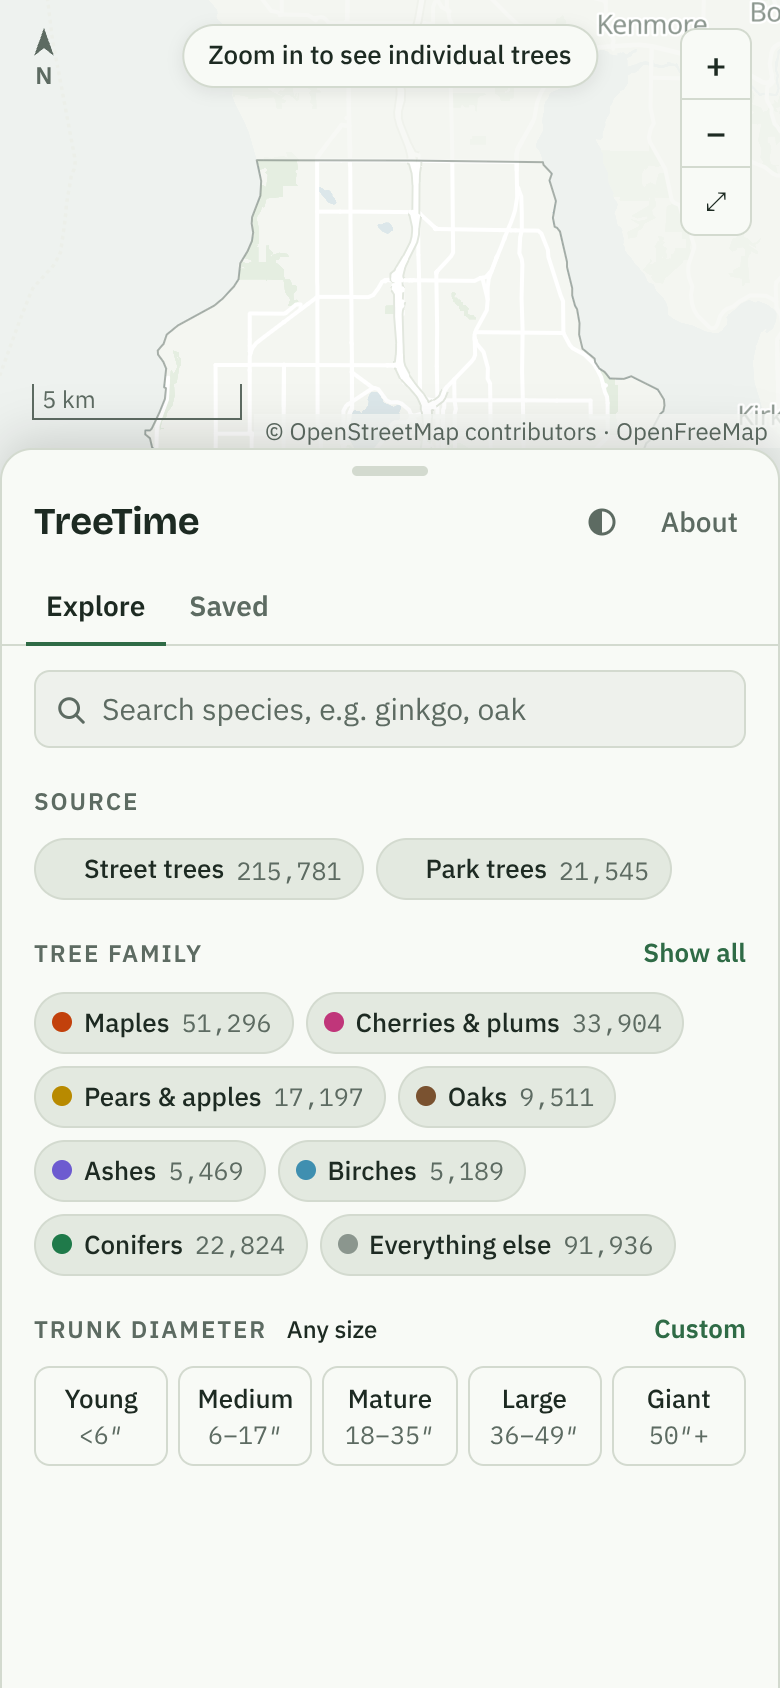 Kenmore
Bo
N
Zoom in to see individual trees
+
−
5 km
Kirk
© OpenStreetMap contributors · OpenFreeMap
TreeTime
About
Explore
Saved
Search species, e.g. ginkgo, oak
SOURCE
Street trees 215,781
Park trees 21,545
TREE FAMILY
Show all
Maples 51,296
Cherries & plums 33,904
Pears & apples 17,197
Oaks 9,511
Ashes 5,469
Birches 5,189
Conifers 22,824
Everything else 91,936
TRUNK DIAMETER Any size
Custom
Young
<6″
Medium
6–17″
Mature
18–35″
Large
36–49″
Giant
50″+